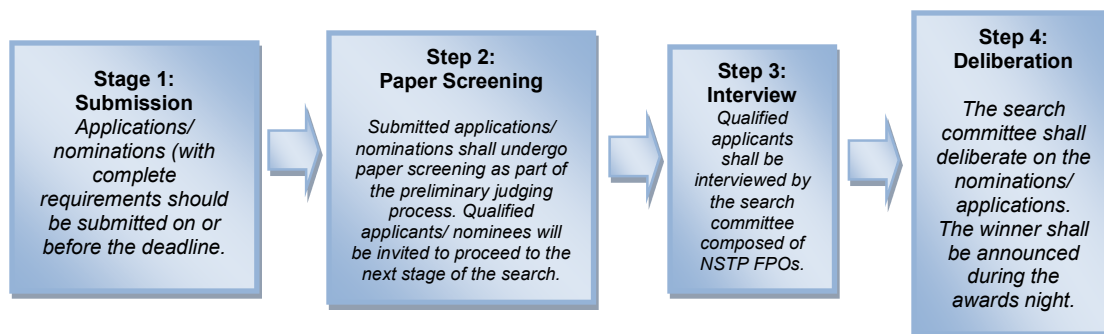 Stage 1:
Submission
Applications/
nominations (with
complete
requirements should
be submitted on or
before the deadline.
Step 2:
Paper Screening
Submitted applications/
nominations shall undergo
paper screening as part of
the preliminary judging
process. Qualified
applicants/ nominees will
be invited to proceed to the
next stage of the search.
Step 3:
Interview
Qualified
applicants
shall be
interviewed by
the search
committee
composed of
NSTP FPOs.
Step 4:
Deliberation
The search
committee shall
deliberate on the
nominations/
applications.
The winner shall
be announced
during the
awards night.